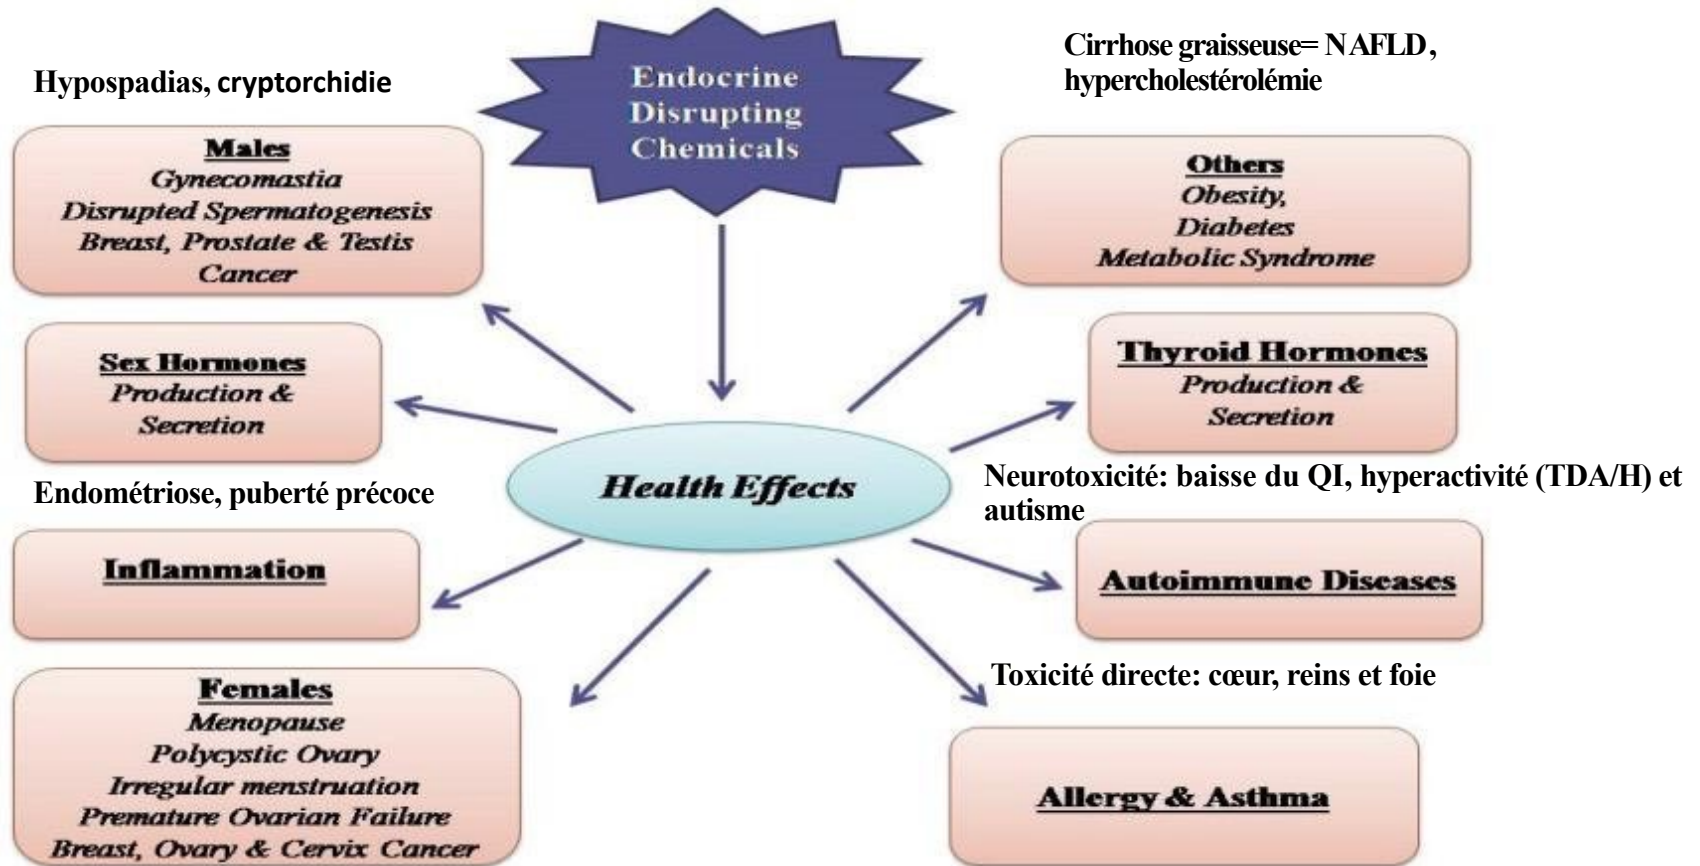 Endocrine
Disrupting
Chemicals
Hypospadias, cryptorchidie
Males
Gynecomastia
Disrupted Spermatogenesis
Breast, Prostate & Testis
Cancer
Sex Hormones
Production &
Secretion
Endométriose, puberté précoce
Inflammation
Females
Menopause
Polycystic Ovary
Irregular menstruation
Premature Ovarian Failure
Breast, Ovary & Cervix Cancer
Health Effects
Cirrhose graisseuse= NAFLD,
hypercholestérolémie
Others
Obesity,
Diabetes
Metabolic Syndrome
Thyroid Hormones
Production &
Secretion
Neurotoxicité: baisse du QI, hyperactivité (TDA/H) et
autisme
Autoimmune Diseases
Toxicité directe: cœur, reins et foie
Allergy & Asthma